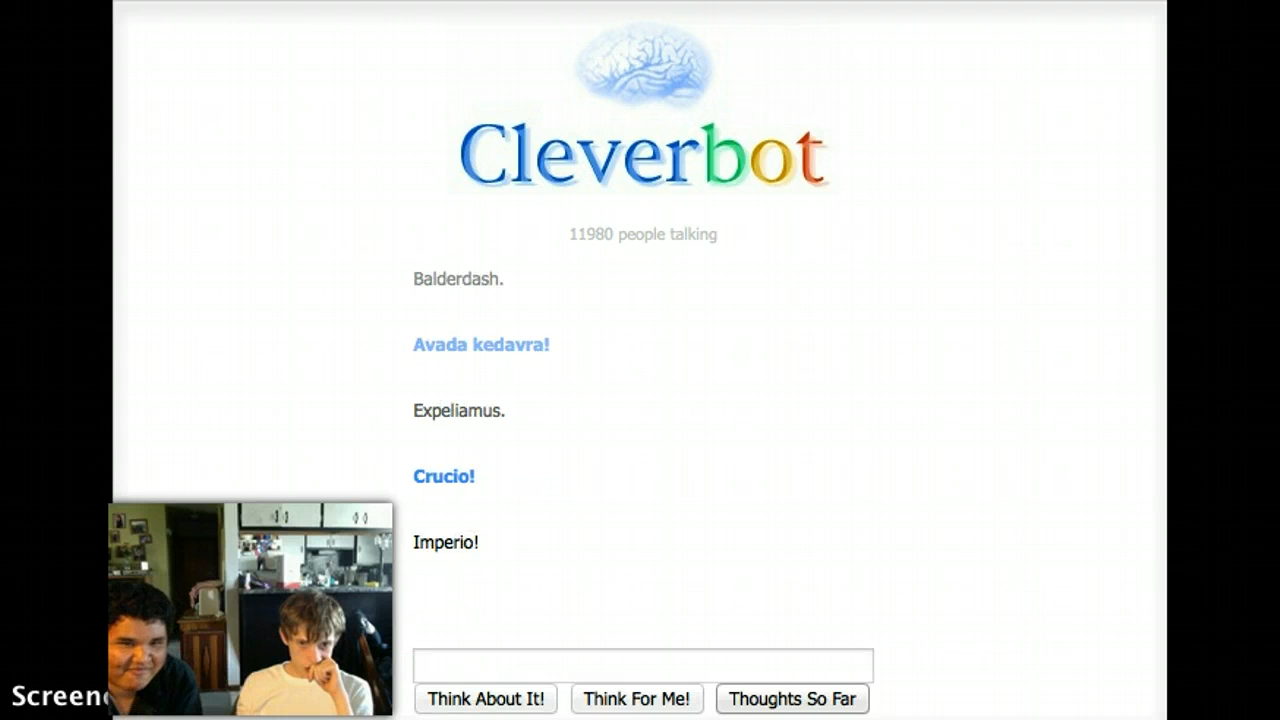 Cleverbot
11980 people talking
Balderdash.
Avada kedavra!
Expeliamus.
Crucio!
Imperio!
Think About It! Think For Me! Thoughts So Far
Screen